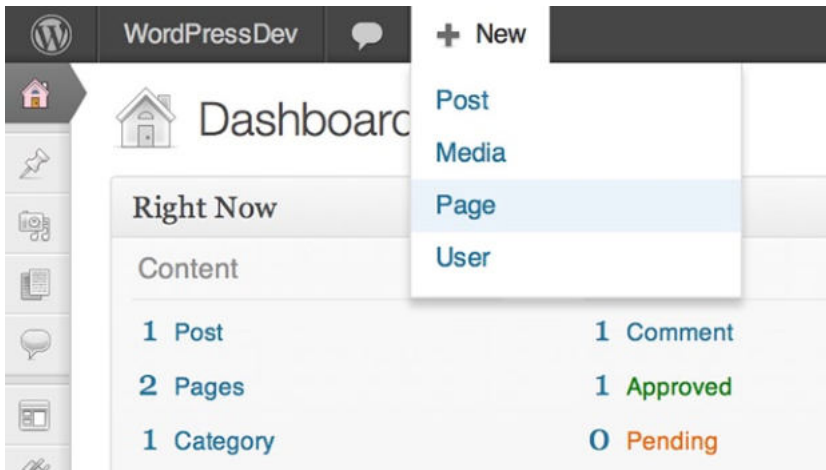 WordPressDev + New
Dashboard
Post
Media
Page
User
Right Now
Content
1 Post
2 Pages
1 Category
1 Comment
1 Approved
0 Pending